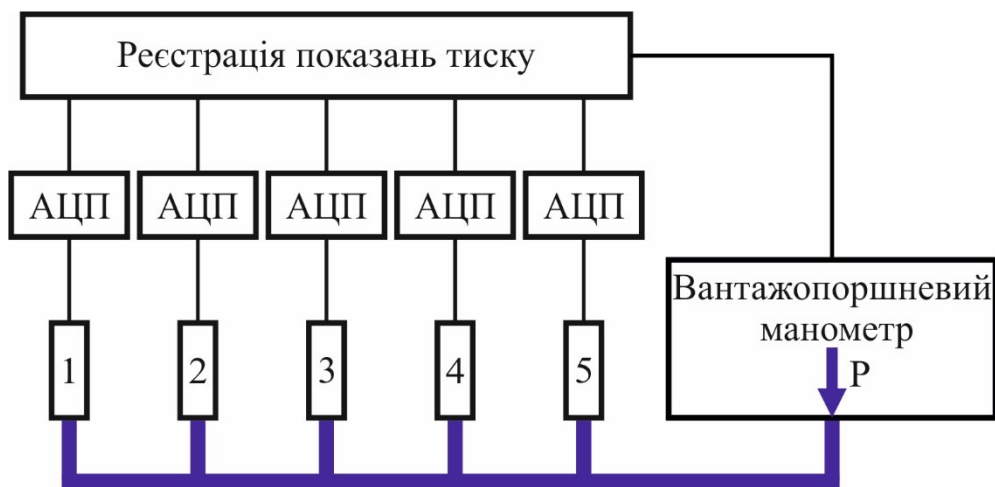 Реєстрація показань тиску
АЦП АЦП АЦП АЦП АЦП
Вантажопоршневий
манометр
1 2 3 4 5
P